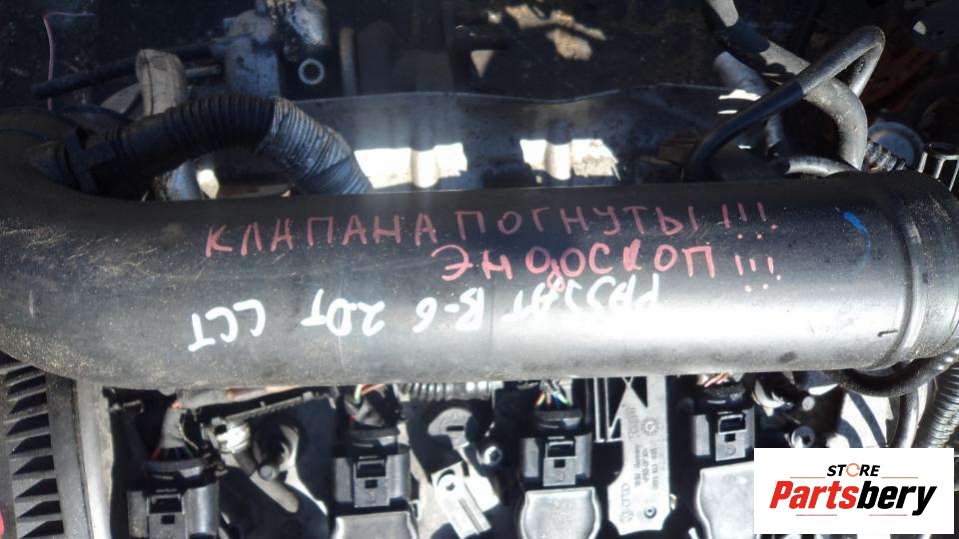 КЛАПАНА ПОГНУТЫ!!!
ЭНДОСКОП!!!
PASSAT B-6 2.0T CCT
STORE
Partsbery